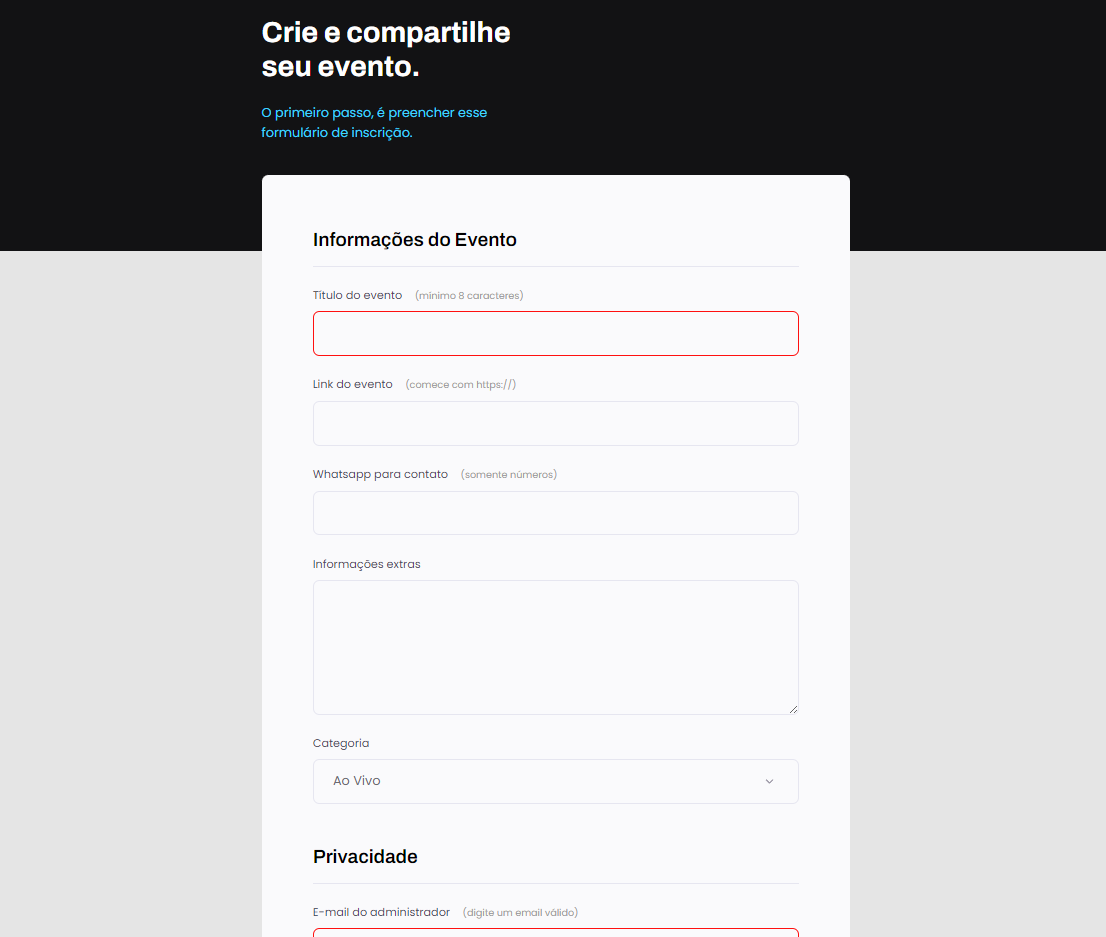 Crie e compartilhe
seu evento.
O primeiro passo, é preencher esse
formulário de inscrição.
Informações do Evento
Título do evento (mínimo 8 caracteres)
Link do evento (comece com https://)
Whatsapp para contato (somente números)
Informações extras
Categoria
Ao Vivo
Privacidade
E-mail do administrador (digite um email válido)